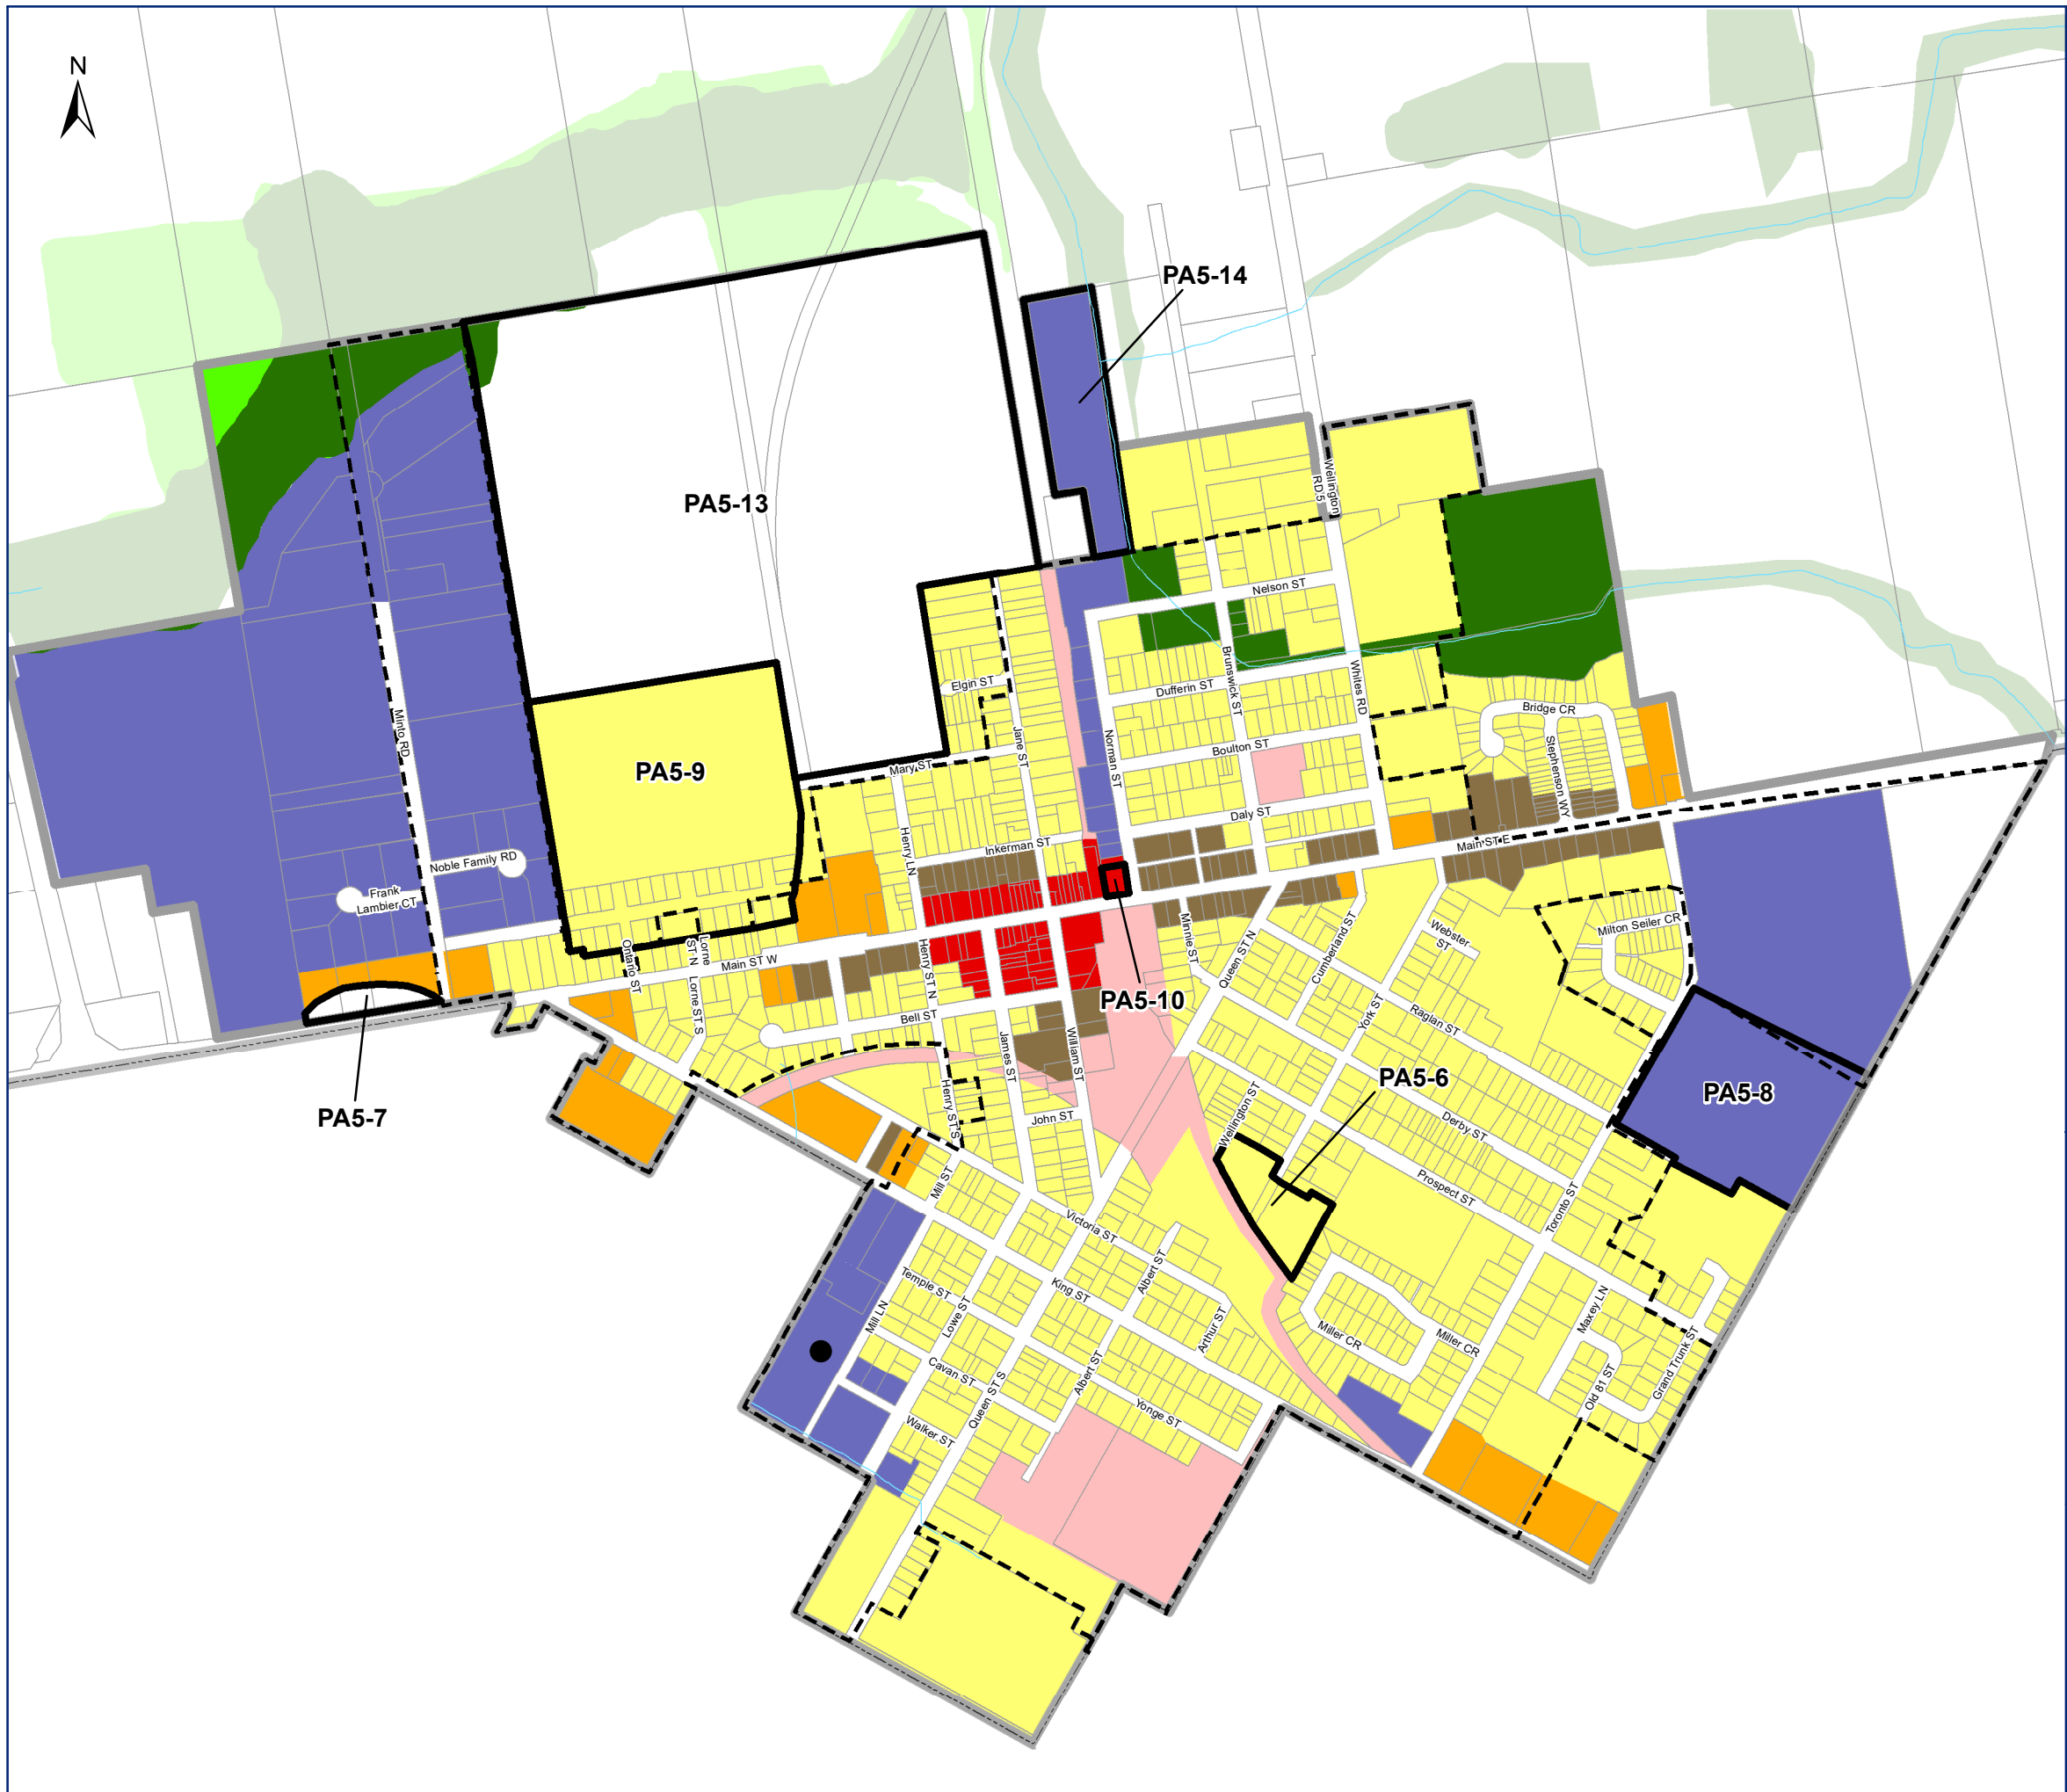 N
PA5-14
PA5-13
Wellington
RD 5
Nelson ST
Elgin ST
Brunswick ST
Whites RD
Dufferin ST
Bridge CR
Minto RD
Jane ST
Norman ST
Boulton ST
Stephenson WY
PA5-9
Mary ST
Daly ST
Henry LN
Inkerman ST
Main ST E
Noble Family RD
Frank
Lambier CT
Minnie ST
Queen ST N
Cumberland ST
Webster
ST
Milton Seiler CR
Ontario ST
Lorne
ST N
Main ST W
Henry ST N
Lorne ST S
PA5-10
Bell ST
York ST
Raglan ST
James ST
William ST
PA5-7
PA5-6
PA5-8
Henry ST S
John ST
Wellington ST
Derby ST
Mill ST
Prospect ST
Toronto ST
Victoria ST
Temple ST
King ST
Albert ST
Mill LN
Lowe ST
Arthur ST
Miller CR
Miller CR
Maxey LN
Grand Trunk ST
Old 81 ST
Cavan ST
Albert ST
Queen ST S
Yonge ST
Walker ST